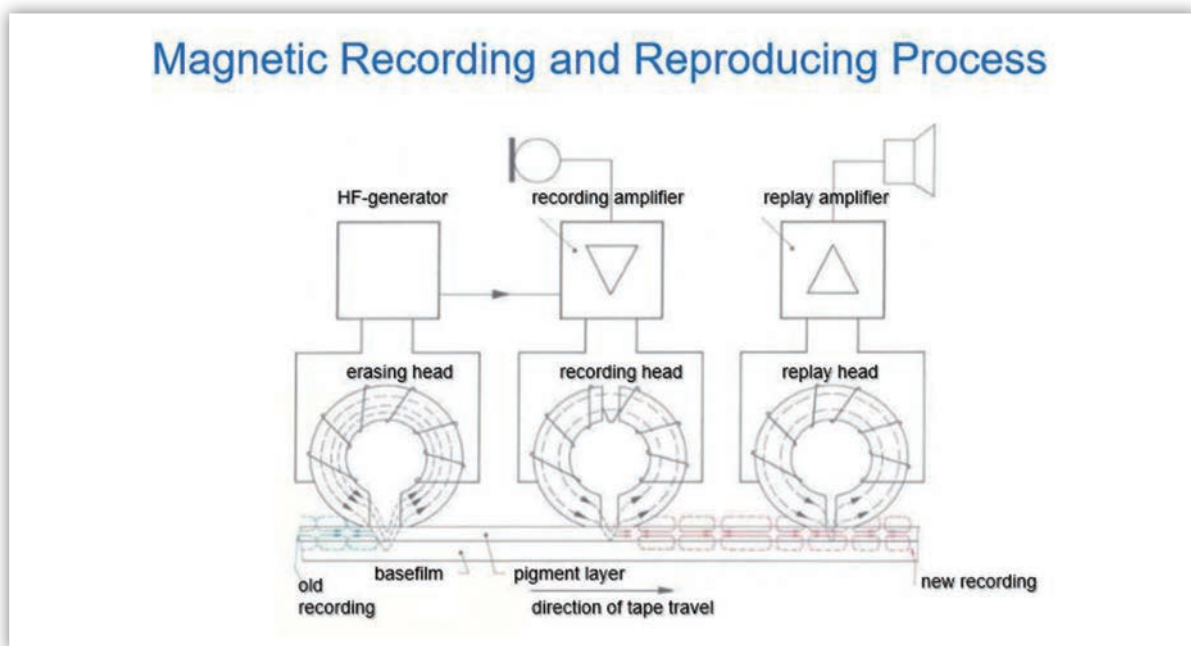 Magnetic Recording and Reproducing Process
HF-generator
recording amplifier
replay amplifier
erasing head
recording head
replay head
old
recording
basefilm
pigment layer
direction of tape travel
new recording